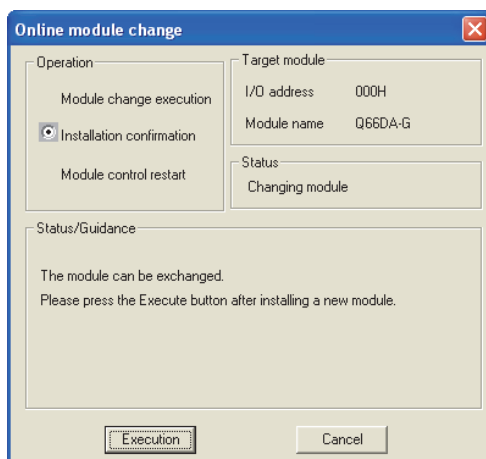 Online module change
Operation
Module change execution
Installation confirmation
Module control restart
Target module
I/O address 000H
Module name Q66DA-G
Status
Changing module
Status/Guidance
The module can be exchanged.
Please press the Execute button after installing a new module.
Execution Cancel